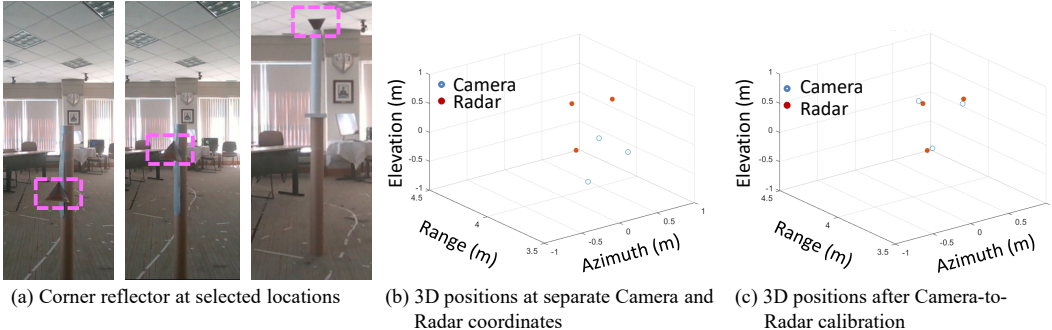 Camera
Radar
Elevation (m)
1
0.5
0
-0.5
-1
4.5
4
3.5
Range (m)
-1
-0.5
0
0.5
1
Azimuth (m)
Camera
Radar
Elevation (m)
1
0.5
0
-0.5
-1
4.5
4
3.5
Range (m)
-1
-0.5
0
0.5
Azimuth (m)
(a) Corner reflector at selected locations
(b) 3D positions at separate Camera and
Radar coordinates
(c) 3D positions after Camera-to-
Radar calibration